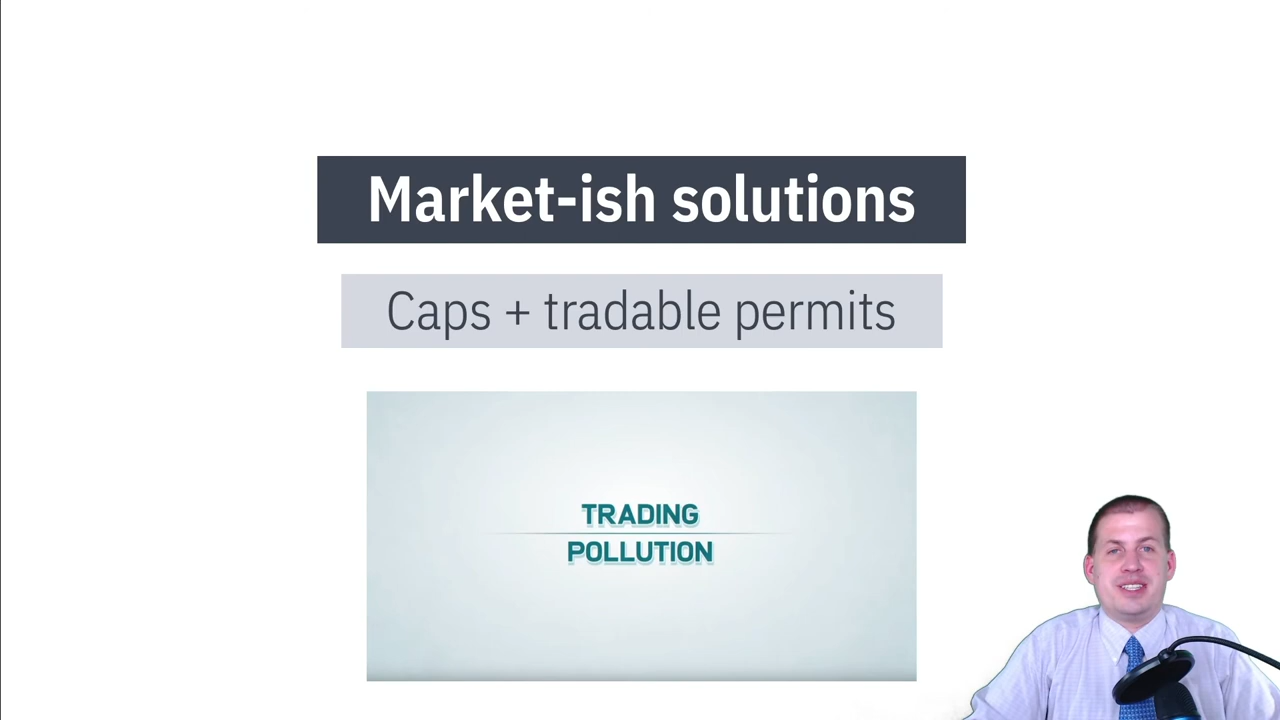 Market-ish solutions
Caps + tradable permits
TRADING
POLLUTION